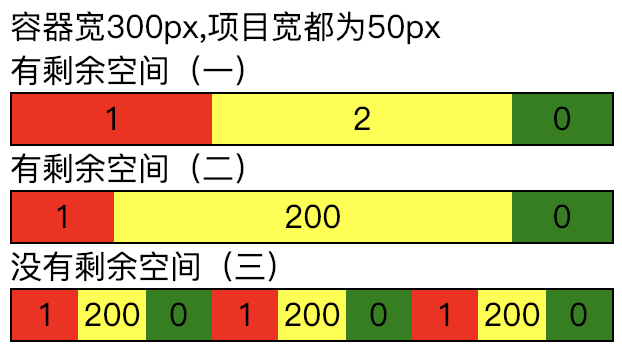 容器宽300px,项目宽都为50px
有剩余空间（一）
1 2 0
有剩余空间（二）
1 200 0
没有剩余空间（三）
1 200 0 1 200 0 1 200 0